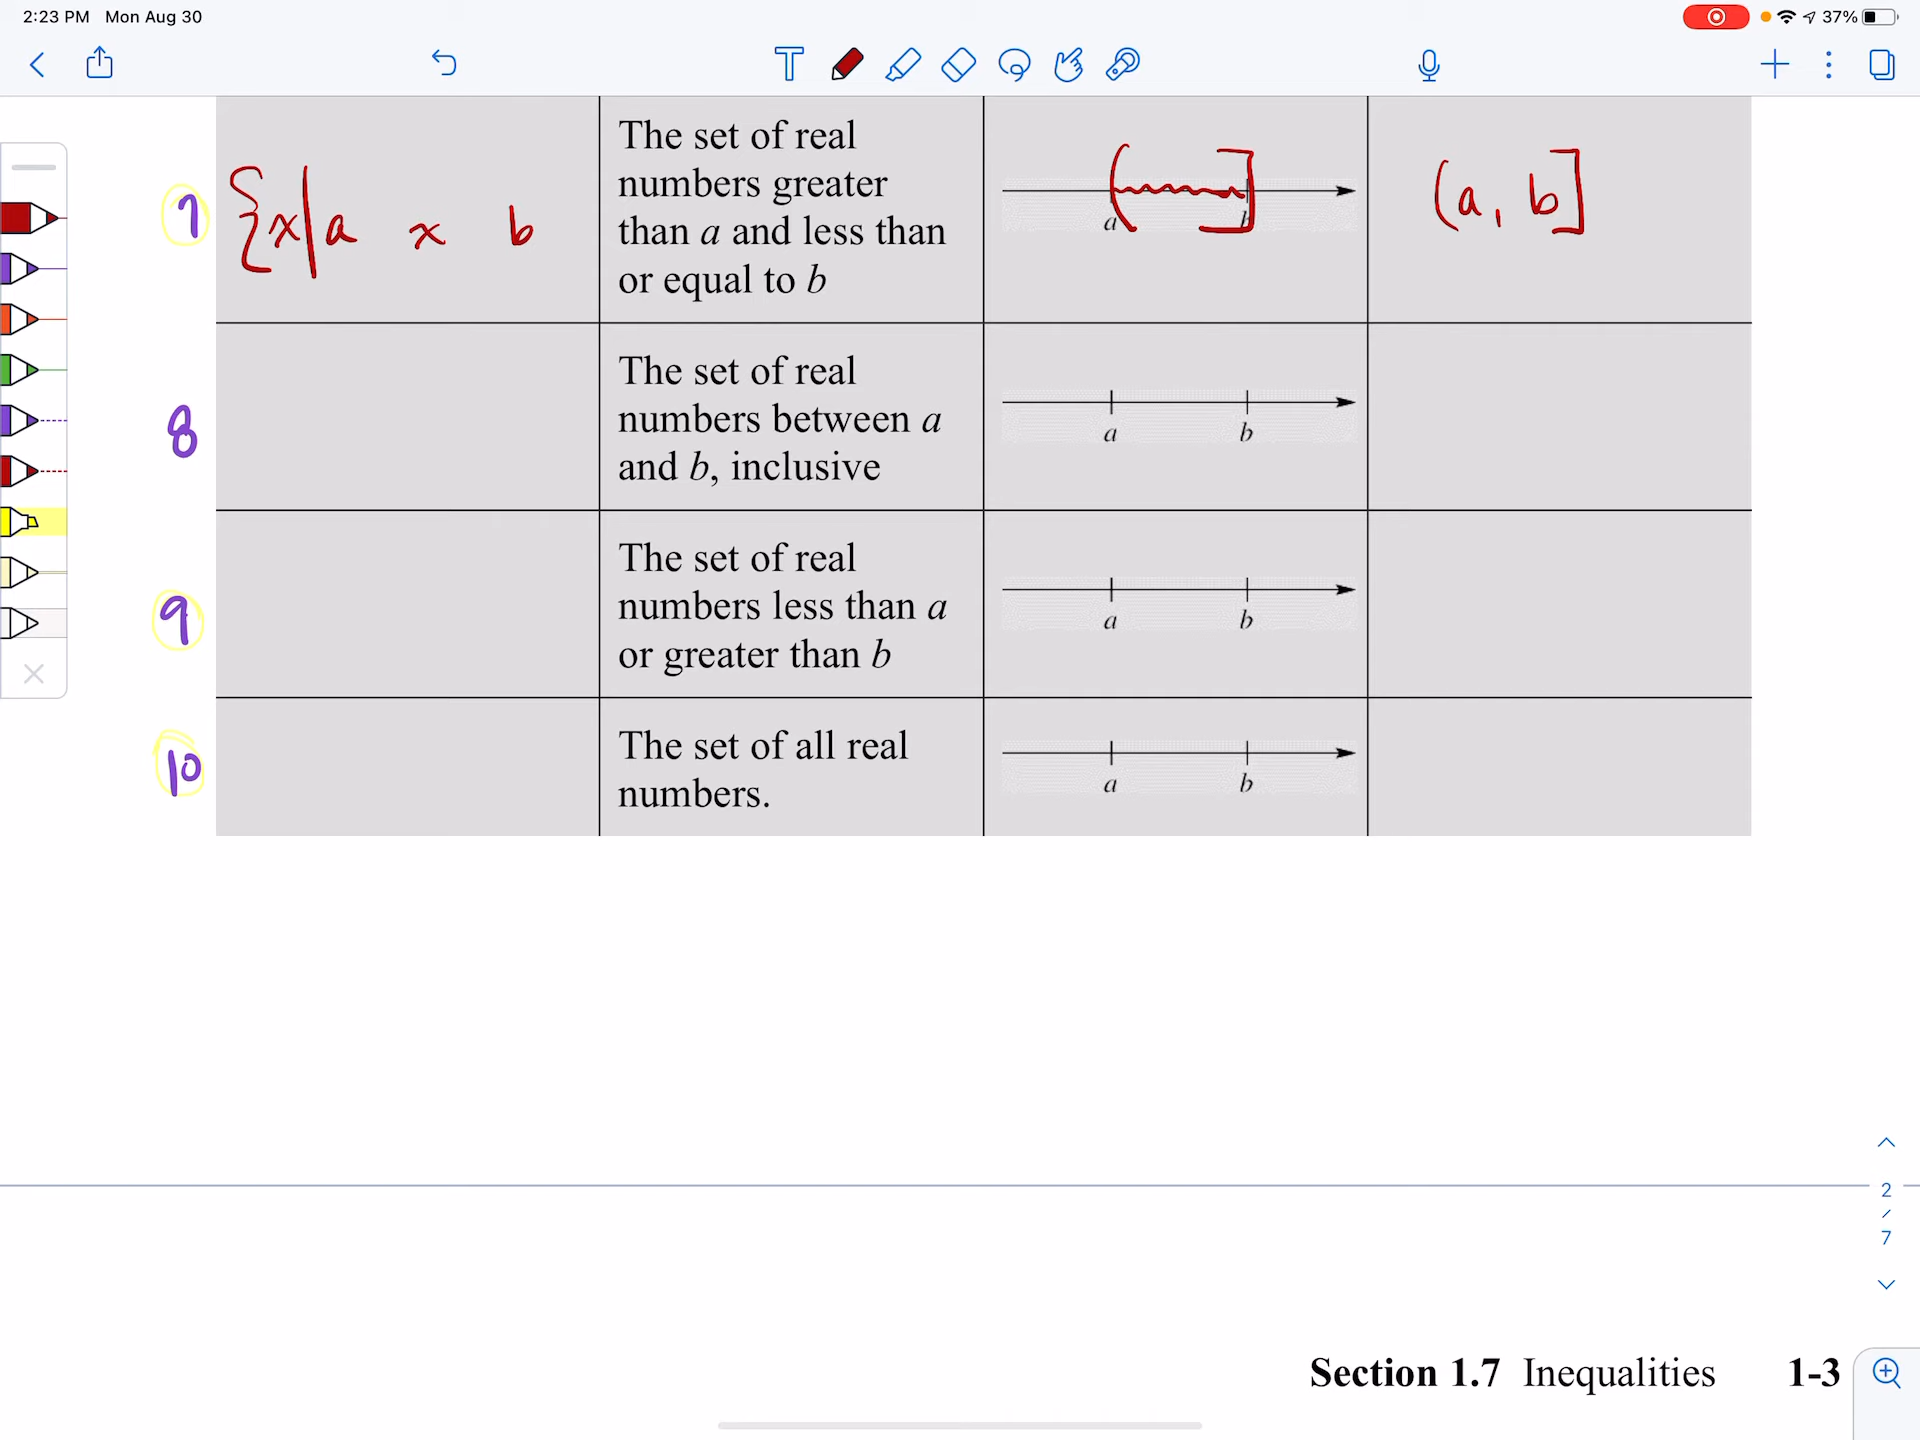 2:23 PM Mon Aug 30
37%
7
{x|a x b
The set of real
numbers greater
than a and less than
or equal to b
a b
(a, b]
8
The set of real
numbers between a
and b, inclusive
a b
9
The set of real
numbers less than a
or greater than b
a b
10
The set of all real
numbers.
a b
2
/
7
Section 1.7 Inequalities 1-3